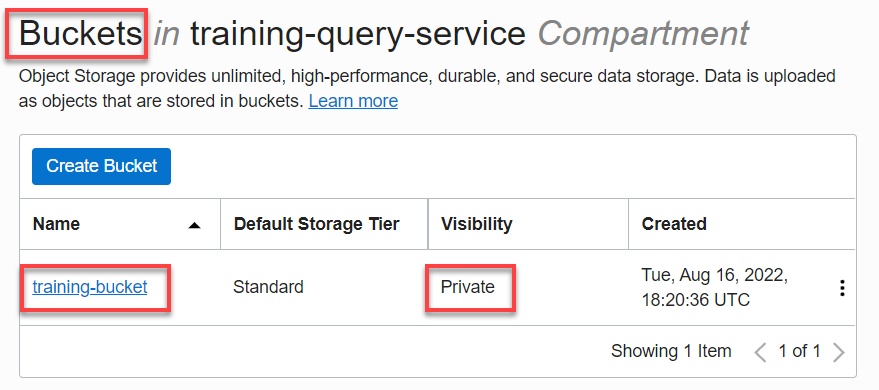 Buckets in training-query-service Compartment
Object Storage provides unlimited, high-performance, durable, and secure data storage. Data is uploaded
as objects that are stored in buckets. Learn more
Create Bucket
Name Default Storage Tier Visibility Created
training-bucket Standard Private Tue, Aug 16, 2022,
18:20:36 UTC
Showing 1 Item 1 of 1